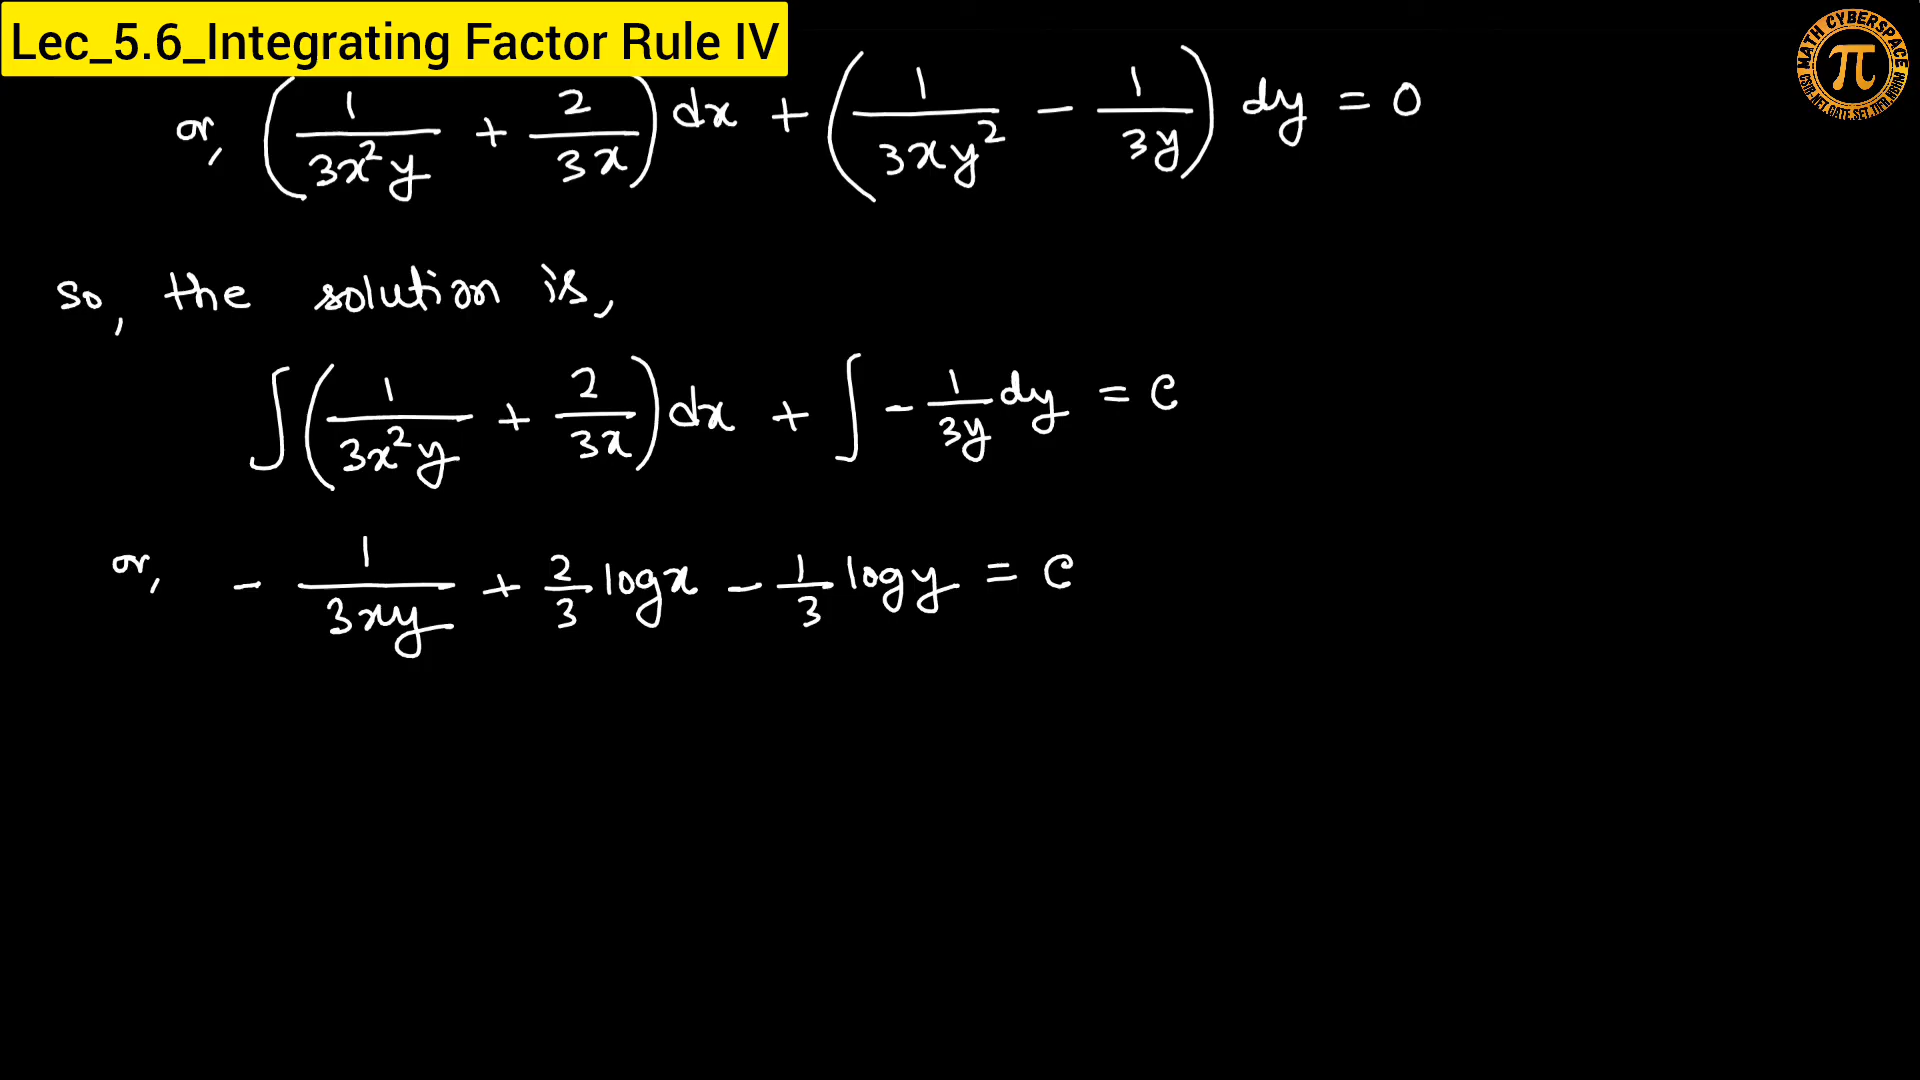 Lec_5.6_Integrating Factor Rule IV
MATH CYBERSPACE
π
or, (1/(3x²y) + 2/(3x)) dx + (1/(3xy²) - 1/(3y)) dy = 0
So, the solution is,
∫(1/(3x²y) + 2/(3x)) dx + ∫ - 1/(3y) dy = c
or, - 1/(3xy) + 2/3 log x - 1/3 log y = c